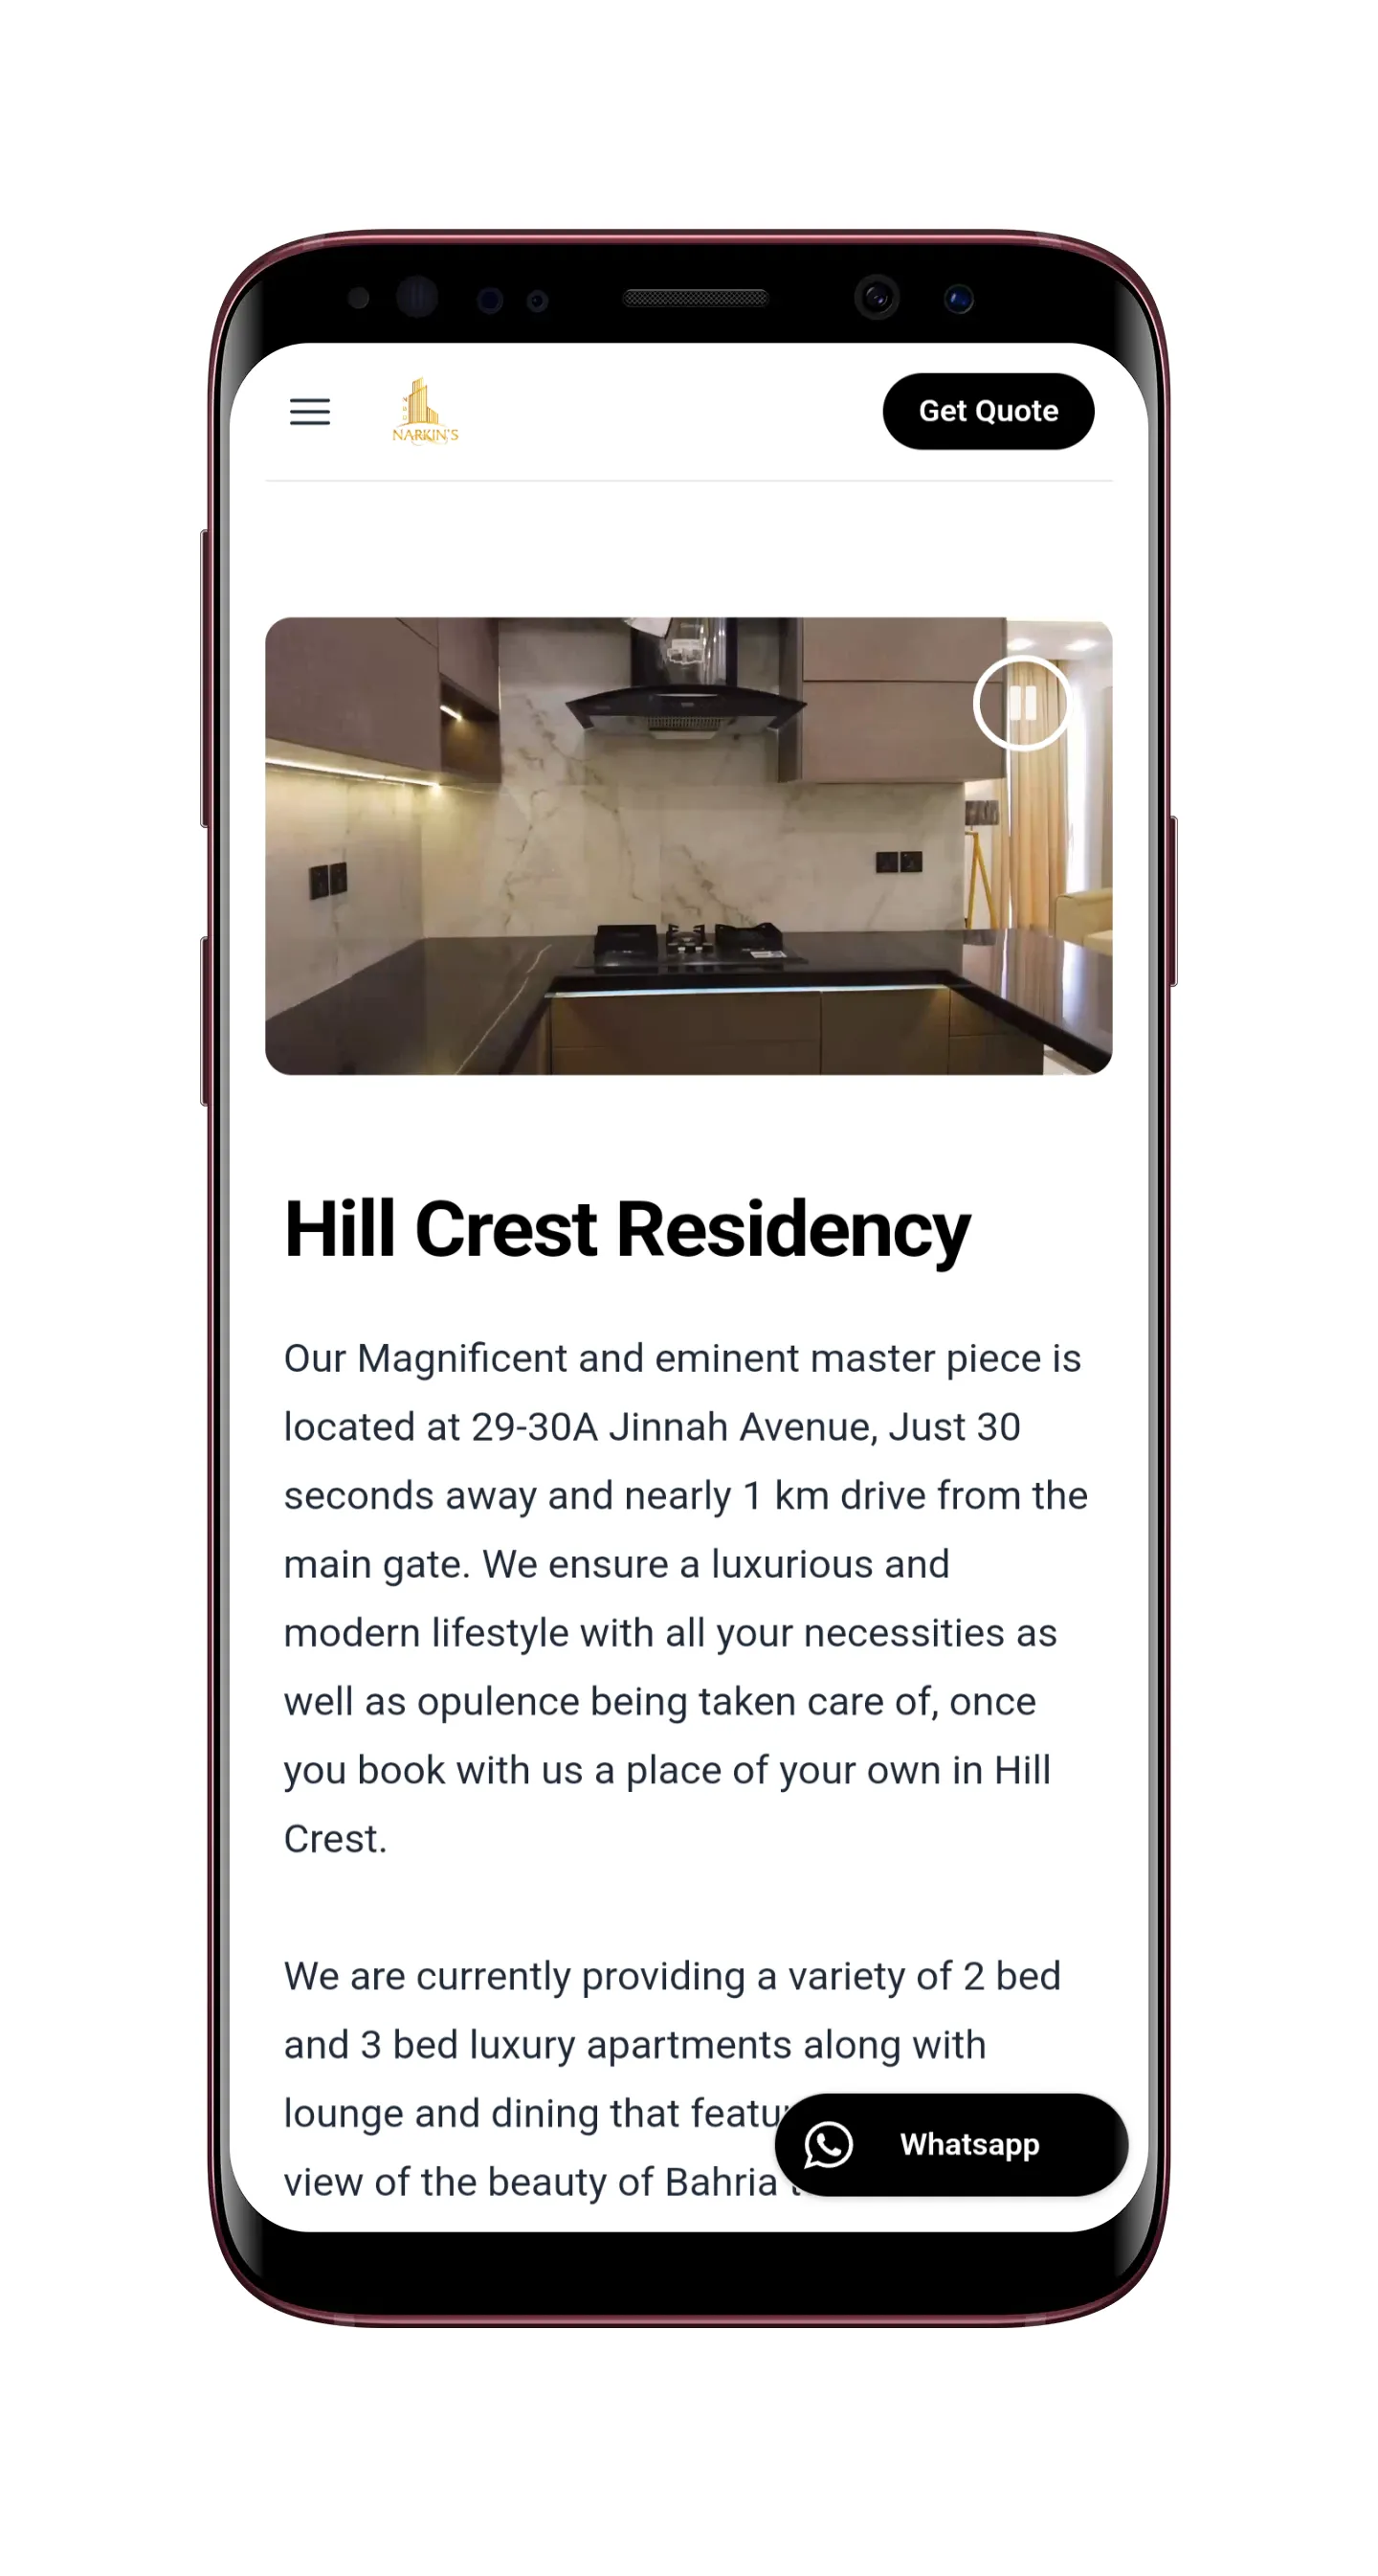 NARKIN'S
Get Quote
Hill Crest Residency
Our Magnificent and eminent master piece is
located at 29-30A Jinnah Avenue, Just 30
seconds away and nearly 1 km drive from the
main gate. We ensure a luxurious and
modern lifestyle with all your necessities as
well as opulence being taken care of, once
you book with us a place of your own in Hill
Crest.
We are currently providing a variety of 2 bed
and 3 bed luxury apartments along with
lounge and dining that
view of the beauty of Bahria
Whatsapp